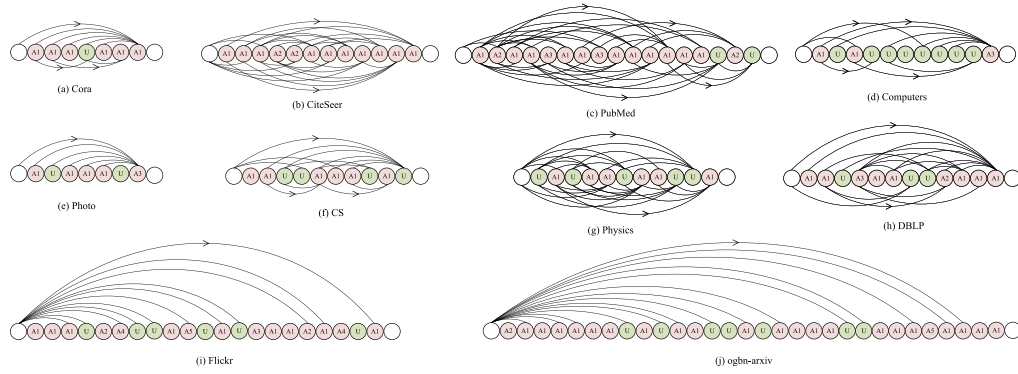 A1 A1 A1 U A1 A1 A1
(a) Cora
A1 A1 A1 A2 A2 A1 A1 A1 A1 A1 A1 A1
(b) CiteSeer
A1 A2 A1 A1 A3 A1 A1 A3 A1 A1 A1 A1 A1 A1 U A2 U
(c) PubMed
A1 U A1 U U U U U U U A3
(d) Computers
A1 U A1 A1 A1 U A3
(e) Photo
A1 A1 U U A1 A1 A1 U A1 U
(f) CS
U A1 U A1 A1 U A1 A1 U U A1
(g) Physics
A1 A1 U A3 A1 A1 U U A2 A1 A1 A1
(h) DBLP
A1 A1 A1 U A2 A4 U U A1 A5 U A1 U A3 A1 A1 A2 A1 A4 U A1
(i) Flickr
A2 A1 A1 A1 A1 A1 A1 U A1 U A1 A1 U U A1 U A1 A1 A1 A1 U U A1 A1 A1 A5 A1 A1 A1 A1
(j) ogbn-arxiv